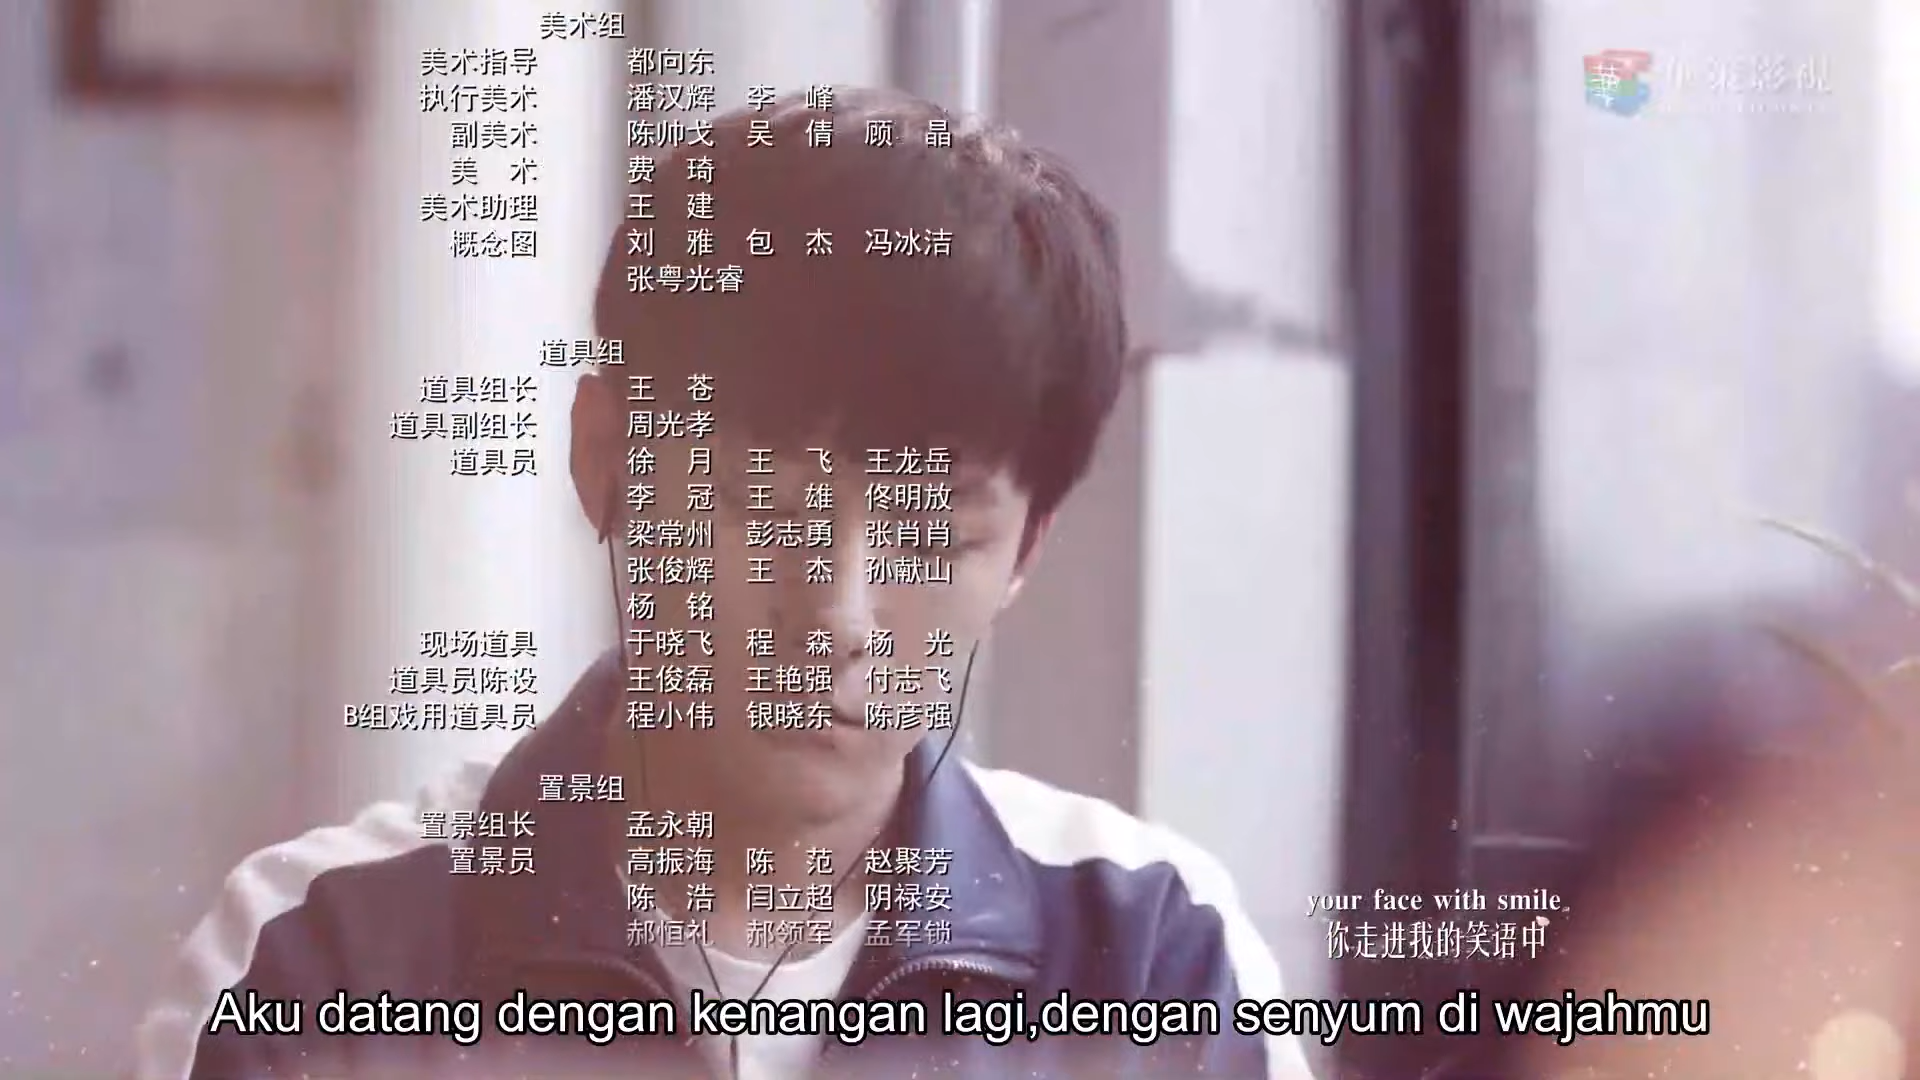 美术组
美术指导 都向东
执行美术 潘汉辉 李 峰
副美术 陈帅戈 吴 倩 顾 晶
美 术 费 琦
美术助理 王 建
概念图 刘 雅 包 杰 冯冰洁
张粤光睿
道具组
道具组长 王 苍
道具副组长 周光孝
道具员 徐 月 王 飞 王龙岳
李 冠 王 雄 佟明放
梁常州 彭志勇 张肖肖
张俊辉 王 杰 孙献山
杨 铭
现场道具 于晓飞 程 森 杨 光
道具员陈设 王俊磊 王艳强 付志飞
B组戏用道具员 程小伟 银晓东 陈彦强
置景组
置景组长 孟永朝
置景员 高振海 陈 范 赵聚芳
陈 浩 闫立超 阴禄安
郝恒礼 郝领军 孟军锁
華 华策影视
your face with smile
你走进我的笑语中
Aku datang dengan kenangan lagi,dengan senyum di wajahmu